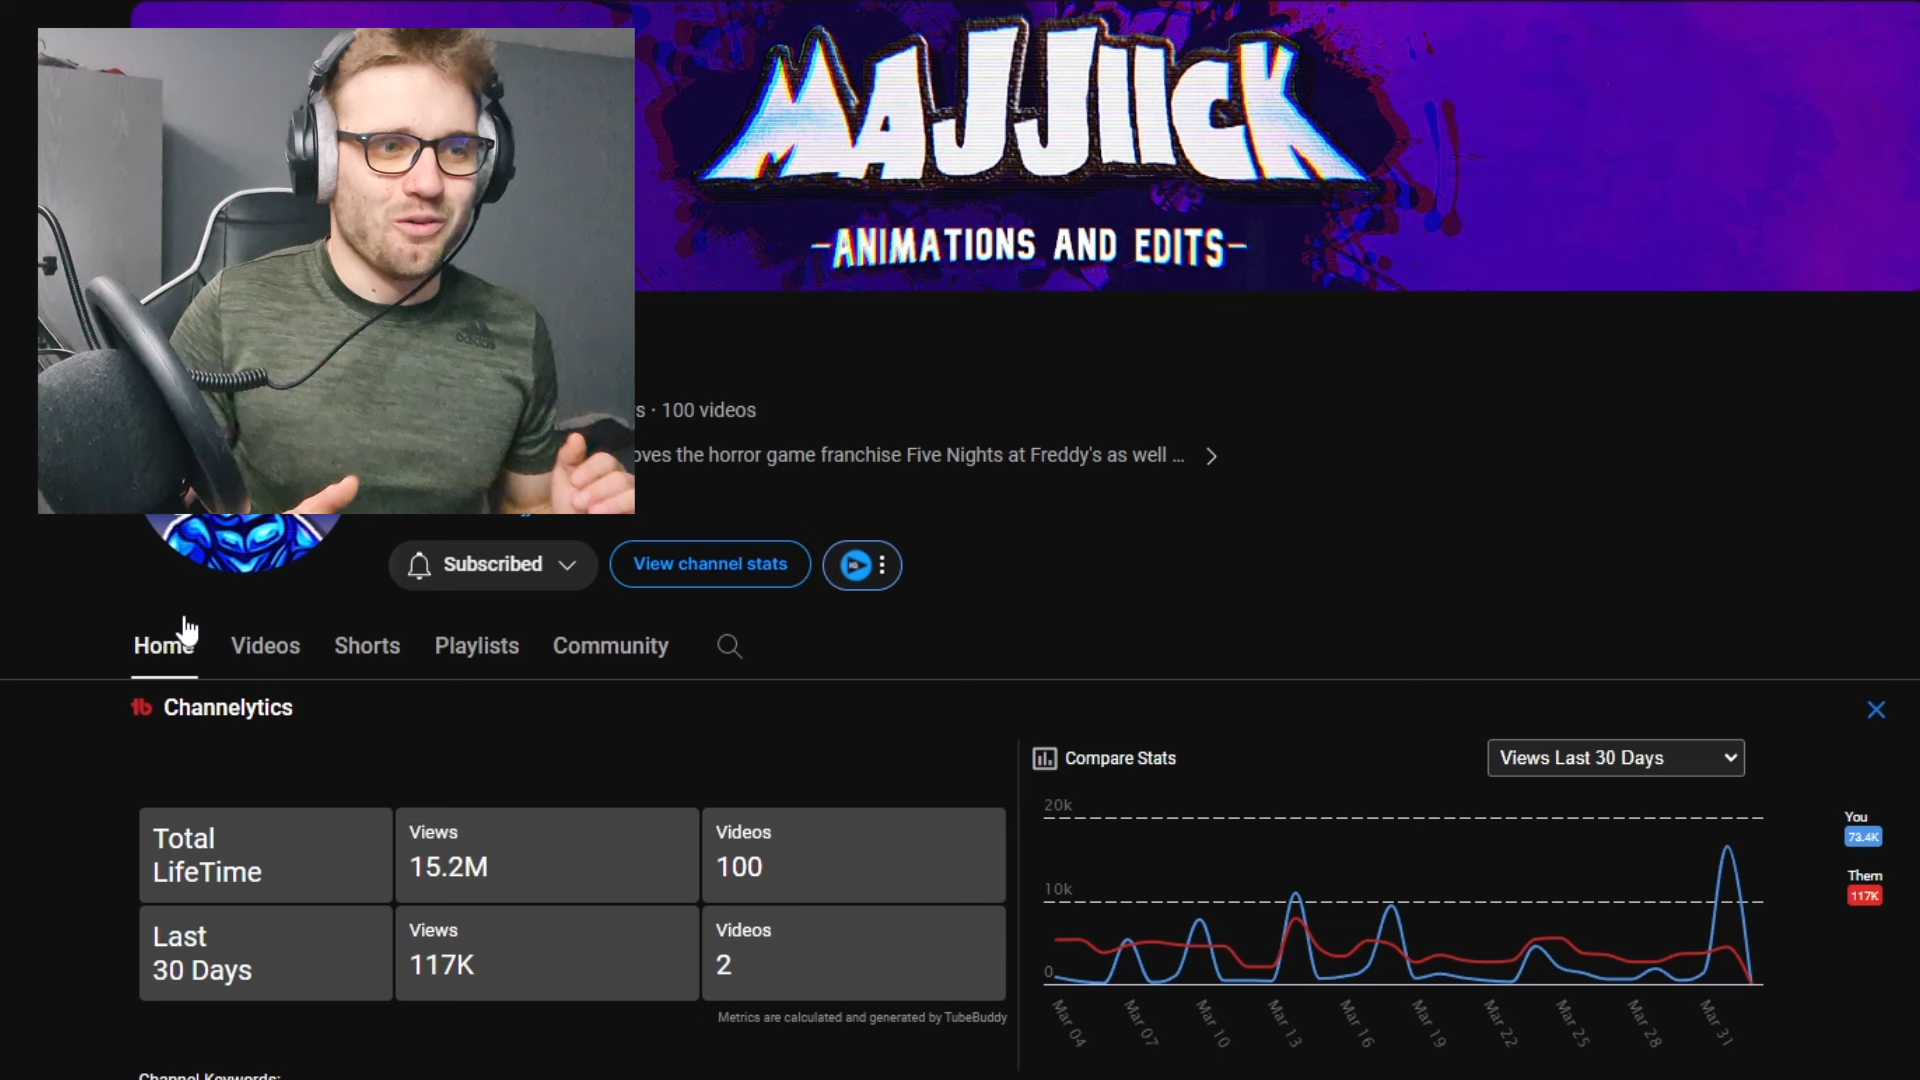 MAJJIICK
-ANIMATIONS AND EDITS-
adidas
s · 100 videos
oves the horror game franchise Five Nights at Freddy's as well ...
Subscribed
View channel stats
Home
Videos
Shorts
Playlists
Community
Channelytics
Compare Stats
Views Last 30 Days
Total
LifeTime
Views
15.2M
Videos
100
Last
30 Days
Views
117K
Videos
2
Metrics are calculated and generated by TubeBuddy
20k
10k
0
Mar 04
Mar 07
Mar 10
Mar 13
Mar 16
Mar 19
Mar 22
Mar 25
Mar 28
Mar 31
You
73.4K
Them
117K
Channel Keywords: